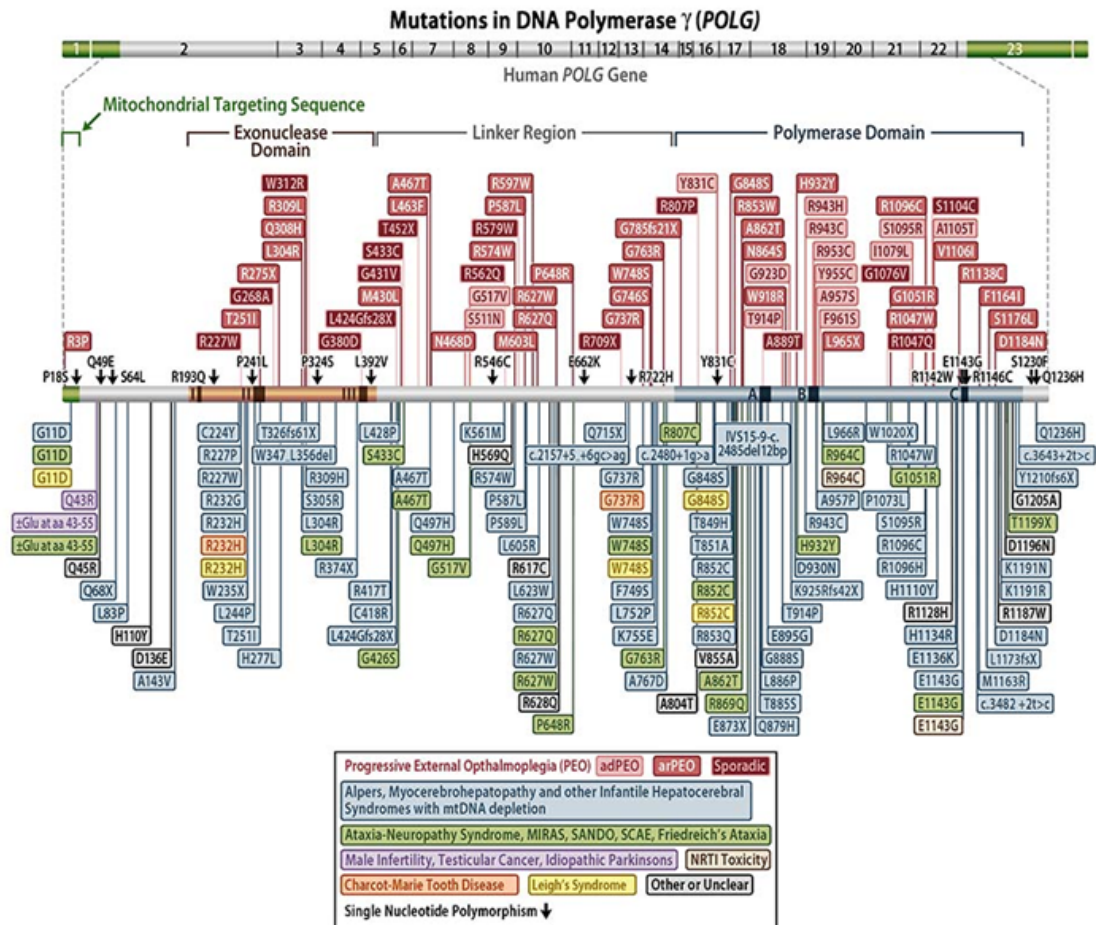 Mutations in DNA Polymerase γ (POLG)
1 2 3 4 5 6 7 8 9 10 11 12 13 14 15 16 17 18 19 20 21 22 23
Human POLG Gene
Mitochondrial Targeting Sequence
Exonuclease Domain
Linker Region
Polymerase Domain
W312R A467T R597W Y831C G848S H932Y
R309L L463F P587L R807P R853W R943H R1096C S1104C
Q308H T452X R579W G785fs21X A862T R943C S1095R A1105T
L304R S433C R574W G763R N864S R953C I1079L V1106I
R275X G431V R562Q P648R W748S G923D Y955C G1076V R1138C
G268A M430L G517V R627W G746S W918R A957S G1051R F1164I
T251I L424Gfs28X S511N R627Q G737R T914P F961S R1047W S1176L
R3P R227W G380D N468D M603L R709X A889T L965X R1047Q D1184N
Q49E P241L P324S L392V R546C E662K Y831C E1143G S1230F
P18S S64L R193Q R722H R1142W R1146C Q1236H
A B C
G11D C224Y T326fs61X L428P K561M Q715X R807C IVS15-9-c.2485del12bp L966R W1020X Q1236H
G11D R227P W347_L356del S433C H569Q c.2157+5_+6gc>ag c.2480+1g>a R964C R1047W c.3643+2t>c
G11D R227W R309H A467T R574W G737R G848S R964C G1051R Y1210fs6X
Q43R R232G S305R A467T P587L G737R G848S A957P P1073L G1205A
±Glu at aa 43-55 R232H L304R Q497H P589L W748S T849H R943C S1095R T1199X
±Glu at aa 43-55 R232H L304R Q497H L605R W748S T851A H932Y R1096C D1196N
Q45R R232H R374X G517V R617C W748S R852C D930N R1096H K1191N
Q68X W235X R417T L623W F749S R852C K925Rfs42X H1110Y K1191R
L83P L244P C418R R627Q L752P R852C T914P R1128H R1187W
H110Y T251I L424Gfs28X R627Q K755E R853Q E895G H1134R D1184N
D136E H277L G426S R627W G763R V855A G888S E1136K L1173fsX
A143V R627W A767D A862T L886P E1143G M1163R
R628Q A804T R869Q T885S E1143G c.3482 +2t>c
P648R E873X Q879H E1143G
Progressive External Opthalmoplegia (PEO) adPEO arPEO Sporadic
Alpers, Myocerebrohepatopathy and other Infantile Hepatocerebral
Syndromes with mtDNA depletion
Ataxia-Neuropathy Syndrome, MIRAS, SANDO, SCAE, Friedreich's Ataxia
Male Infertility, Testicular Cancer, Idiopathic Parkinsons NRTI Toxicity
Charcot-Marie Tooth Disease Leigh's Syndrome Other or Unclear
Single Nucleotide Polymorphism